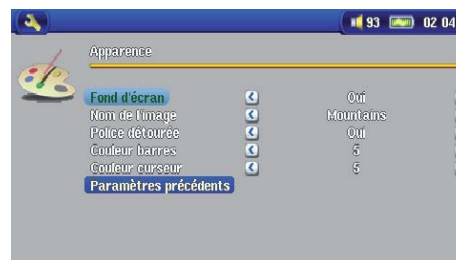 93 02 04
Apparence
Fond d'écran Oui
Nom de l'image Mountains
Police détourée Oui
Couleur barres 5
Couleur curseur 5
Paramètres précédents